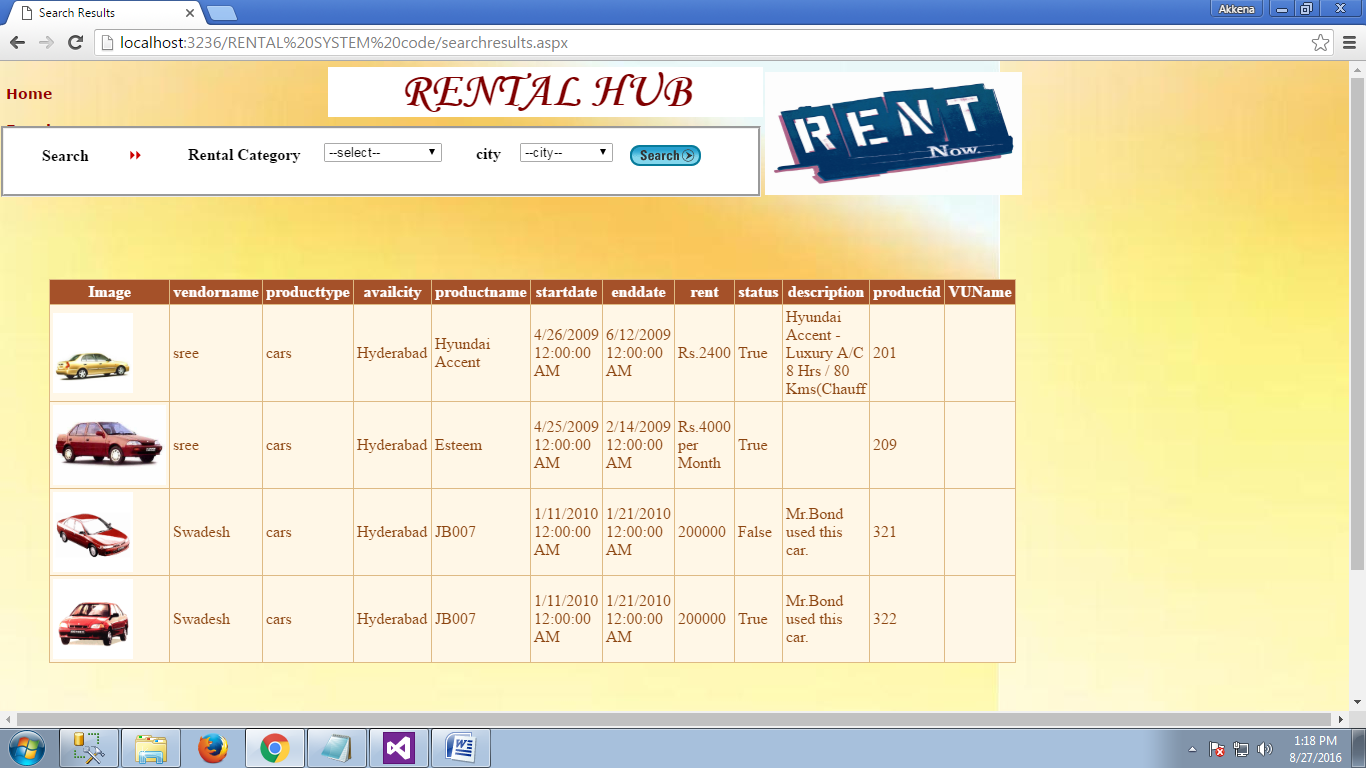 Search Results
Akkena
localhost:3236/RENTAL%20SYSTEM%20code/searchresults.aspx
Home
RENTAL HUB
RENT
Now.
Search Rental Category --select-- city --city-- Search
Image vendorname producttype availcity productname startdate enddate rent status description productid VUName
sree cars Hyderabad Hyundai Accent 4/26/2009 12:00:00 AM 6/12/2009 12:00:00 AM Rs.2400 True Hyundai Accent - Luxury A/C 8 Hrs / 80 Kms(Chauff 201
sree cars Hyderabad Esteem 4/25/2009 12:00:00 AM 2/14/2009 12:00:00 AM Rs.4000 per Month True 209
Swadesh cars Hyderabad JB007 1/11/2010 12:00:00 AM 1/21/2010 12:00:00 AM 200000 False Mr.Bond used this car. 321
Swadesh cars Hyderabad JB007 1/11/2010 12:00:00 AM 1/21/2010 12:00:00 AM 200000 True Mr.Bond used this car. 322
1:18 PM
8/27/2016